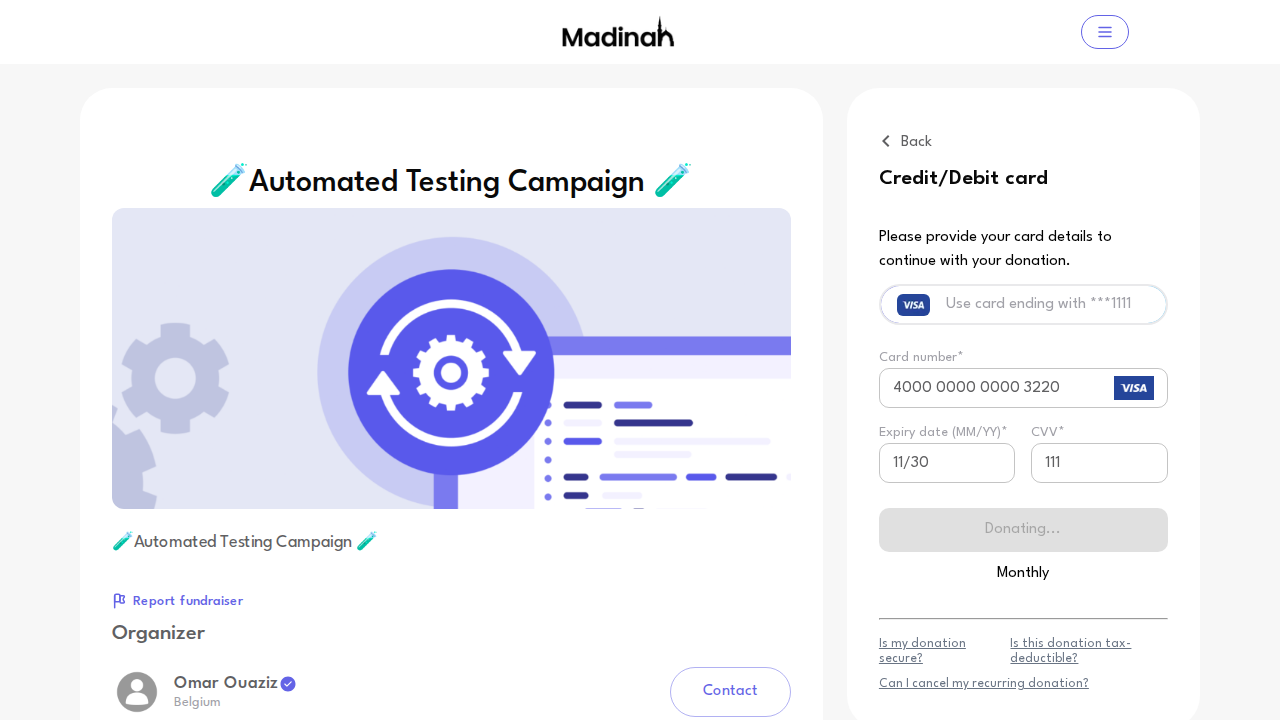 Madinah
🧪Automated Testing Campaign 🧪
🧪Automated Testing Campaign 🧪
Report fundraiser
Organizer
Omar Ouaziz
Belgium
Contact
Back
Credit/Debit card
Please provide your card details to
continue with your donation.
VISA Use card ending with ***1111
Card number*
4000 0000 0000 3220 VISA
Expiry date (MM/YY)* CVV*
11/30 111
Donating...
Monthly
Is my donation
secure?
Is this donation tax-
deductible?
Can I cancel my recurring donation?